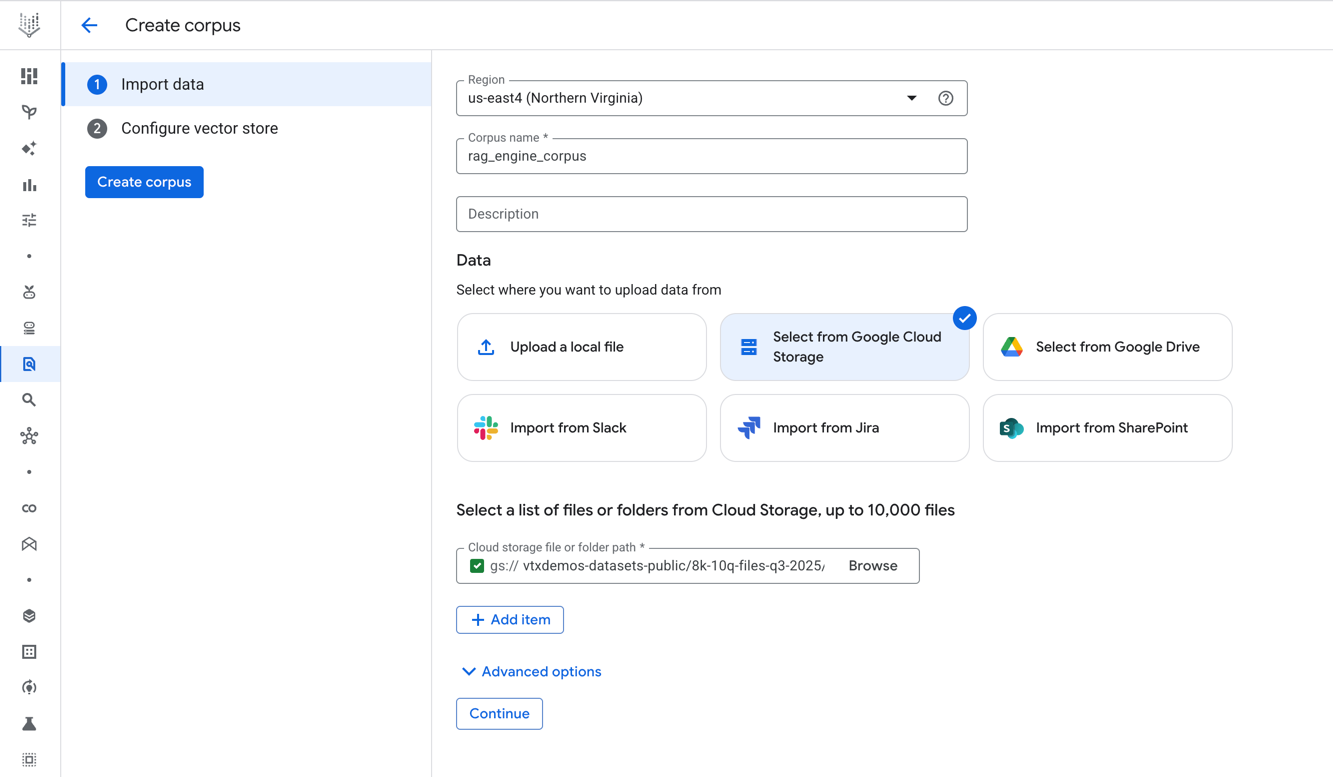 Create corpus
1 Import data
2 Configure vector store
Create corpus
Region
us-east4 (Northern Virginia)
Corpus name *
rag_engine_corpus
Description
Data
Select where you want to upload data from
Upload a local file
Select from Google Cloud
Storage
Select from Google Drive
Import from Slack
Import from Jira
S Import from SharePoint
Select a list of files or folders from Cloud Storage, up to 10,000 files
Cloud storage file or folder path *
gs:// vtxdemos-datasets-public/8k-10q-files-q3-2025/ Browse
+ Add item
Advanced options
Continue